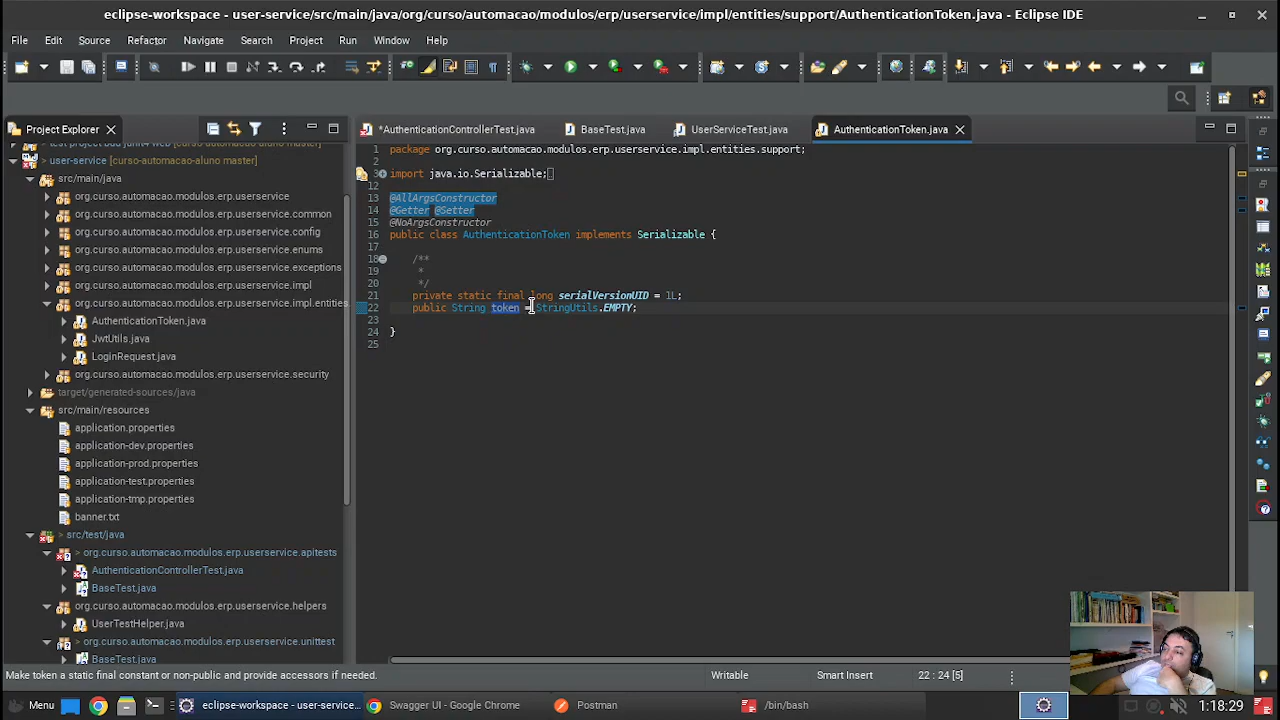 eclipse-workspace - user-service/src/main/java/org/curso/automacao/modulos/erp/userservice/impl/entities/support/AuthenticationToken.java - Eclipse IDE
File Edit Source Refactor Navigate Search Project Run Window Help
Project Explorer
*AuthenticationControllerTest.java BaseTest.java UserServiceTest.java AuthenticationToken.java
user-service [curso-automacao-aluno master]
src/main/java
org.curso.automacao.modulos.erp.userservice
org.curso.automacao.modulos.erp.userservice.common
org.curso.automacao.modulos.erp.userservice.config
org.curso.automacao.modulos.erp.userservice.enums
org.curso.automacao.modulos.erp.userservice.exceptions
org.curso.automacao.modulos.erp.userservice.impl
org.curso.automacao.modulos.erp.userservice.impl.entities.
AuthenticationToken.java
JwtUtils.java
LoginRequest.java
org.curso.automacao.modulos.erp.userservice.security
target/generated-sources/java
src/main/resources
application.properties
application-dev.properties
application-prod.properties
application-test.properties
application-tmp.properties
banner.txt
> src/test/java
> org.curso.automacao.modulos.erp.userservice.apitests
AuthenticationControllerTest.java
BaseTest.java
org.curso.automacao.modulos.erp.userservice.helpers
UserTestHelper.java
> org.curso.automacao.modulos.erp.userservice.unittest
BaseTest.java
1 package org.curso.automacao.modulos.erp.userservice.impl.entities.support;
2
3 import java.io.Serializable;
12
13 @AllArgsConstructor
14 @Getter @Setter
15 @NoArgsConstructor
16 public class AuthenticationToken implements Serializable {
17
18 /**
19 *
20 */
21 private static final long serialVersionUID = 1L;
22 public String token = StringUtils.EMPTY;
23
24 }
25
Make token a static final constant or non-public and provide accessors if needed. Writable Smart Insert 22 : 24 [5]
Menu eclipse-workspace - user-service... Swagger UI - Google Chrome Postman /bin/bash 1:18:29